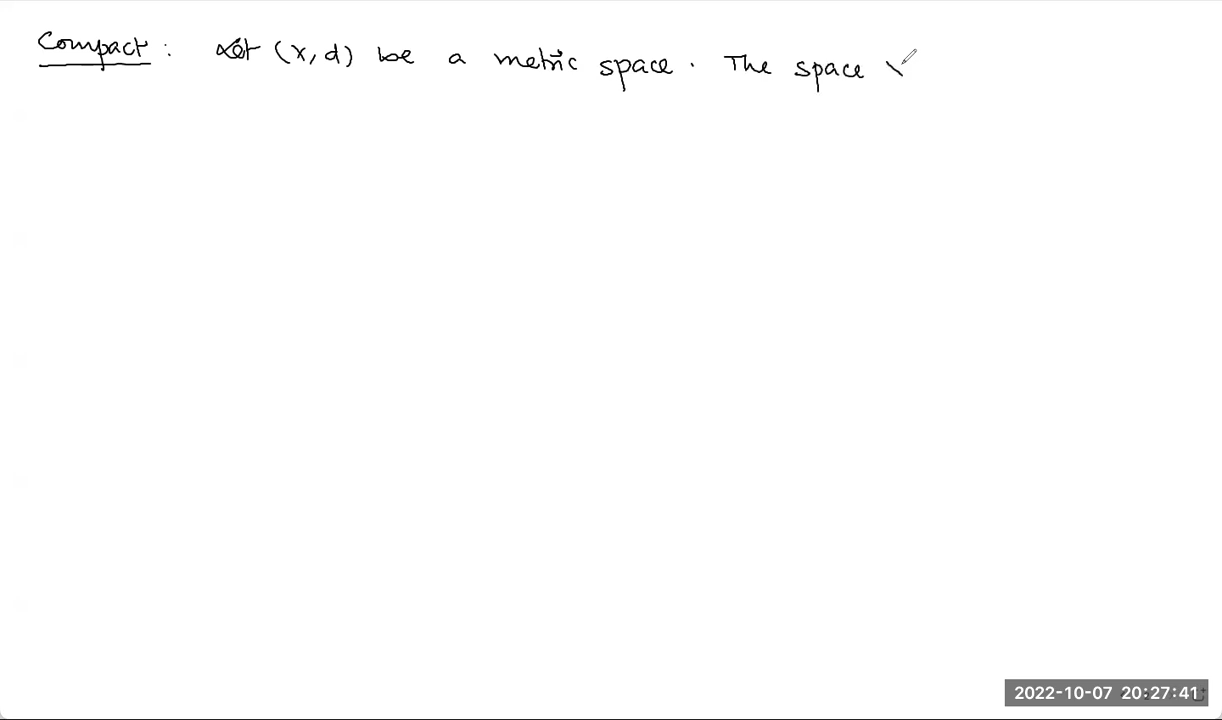 Compact : Let (X, d) be a metric space . The space
2022-10-07 20:27:41